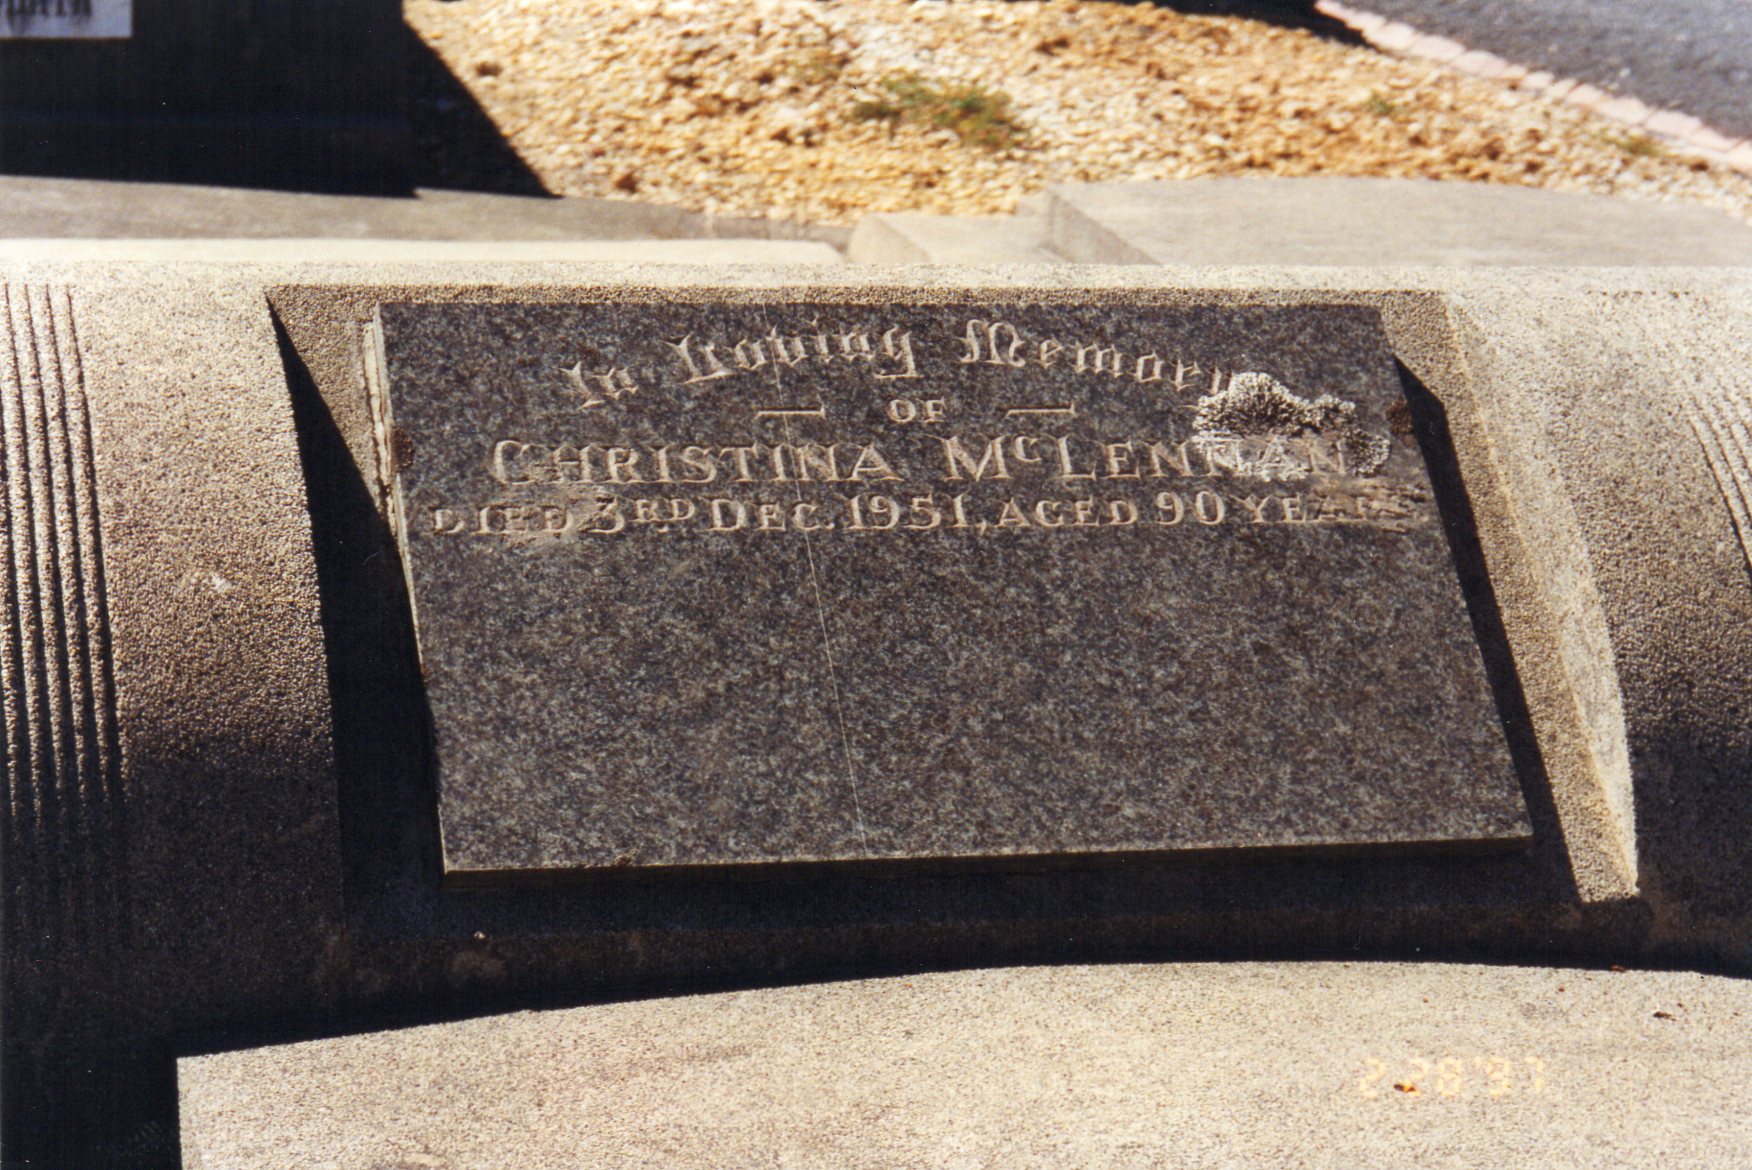 In Loving Memory
— OF —
CHRISTINA McLENNAN
DIED 3RD DEC. 1951, AGED 90 YEARS.
2.28'97